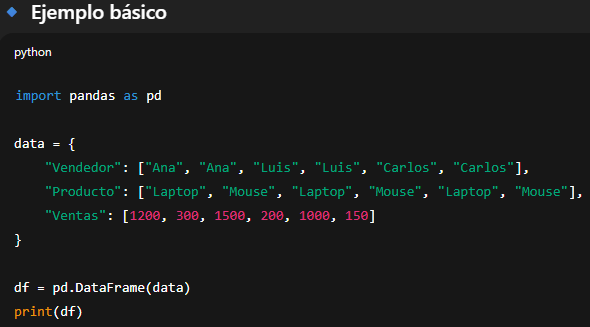 Ejemplo básico
python
import pandas as pd
data = {
    "Vendedor": ["Ana", "Ana", "Luis", "Luis", "Carlos", "Carlos"],
    "Producto": ["Laptop", "Mouse", "Laptop", "Mouse", "Laptop", "Mouse"],
    "Ventas": [1200, 300, 1500, 200, 1000, 150]
}
df = pd.DataFrame(data)
print(df)